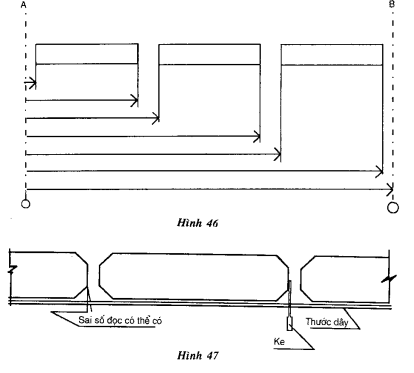 A
B
Hình 46
Sai số đọc có thể có
Thước dây
Ke
Hình 47